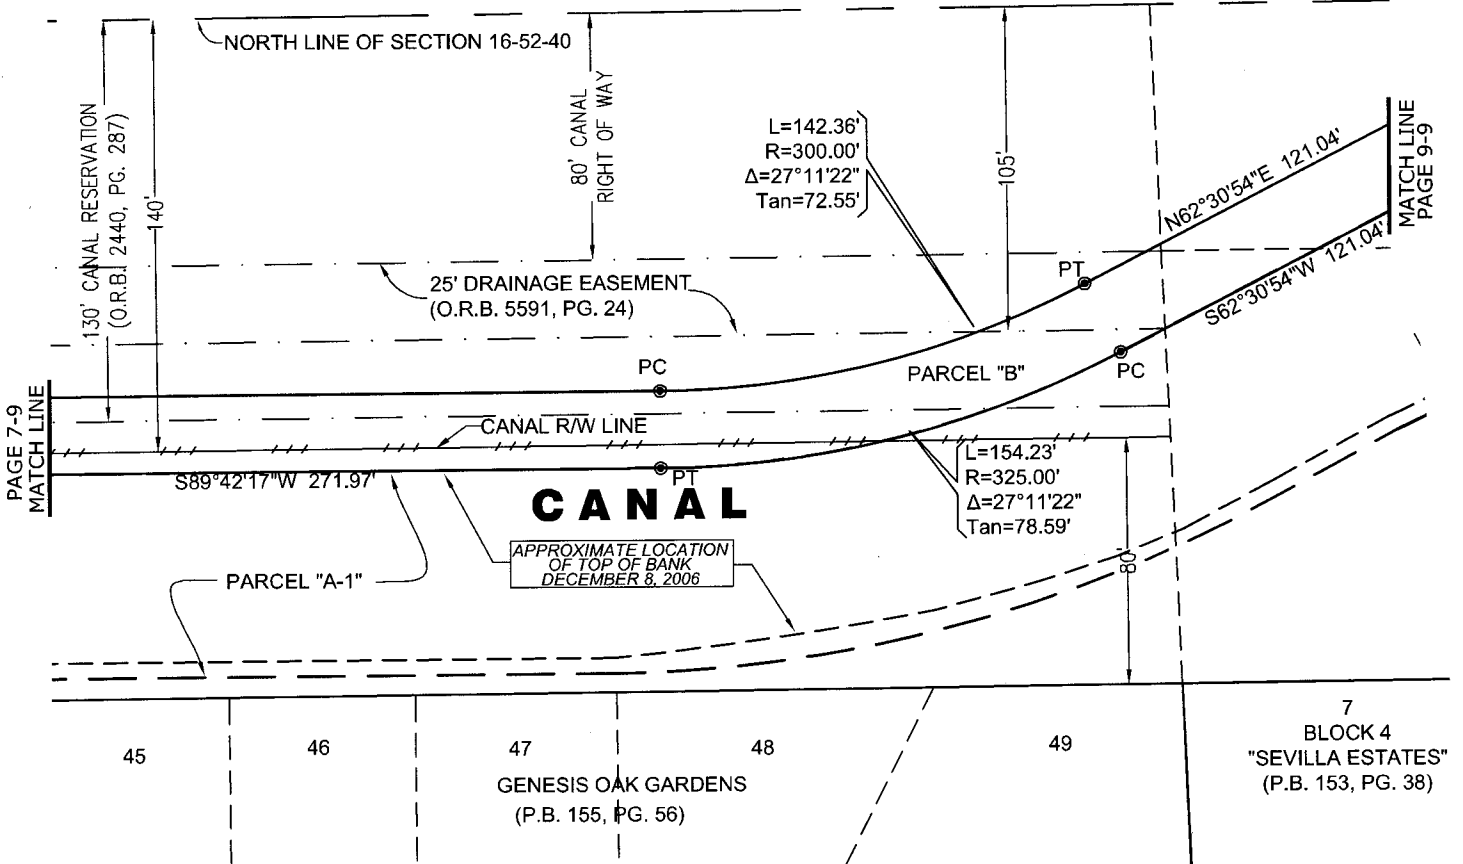 NORTH LINE OF SECTION 16-52-40
130' CANAL RESERVATION
(O.R.B. 2440, PG. 287)
140'
80' CANAL
RIGHT OF WAY
L=142.36'
R=300.00'
Δ=27°11'22"
Tan=72.55'
105'
N62°30'54"E 121.04'
MATCH LINE
PAGE 9-9
25' DRAINAGE EASEMENT
(O.R.B. 5591, PG. 24)
PT
S62°30'54"W 121.04'
PC
PARCEL "B"
PC
PAGE 7-9
MATCH LINE
CANAL R/W LINE
S89°42'17"W 271.97'
PT
CANAL
L=154.23'
R=325.00'
Δ=27°11'22"
Tan=78.59'
APPROXIMATE LOCATION
OF TOP OF BANK
DECEMBER 8, 2006
80'
PARCEL "A-1"
45
46
47
48
49
GENESIS OAK GARDENS
(P.B. 155, PG. 56)
7
BLOCK 4
"SEVILLA ESTATES"
(P.B. 153, PG. 38)